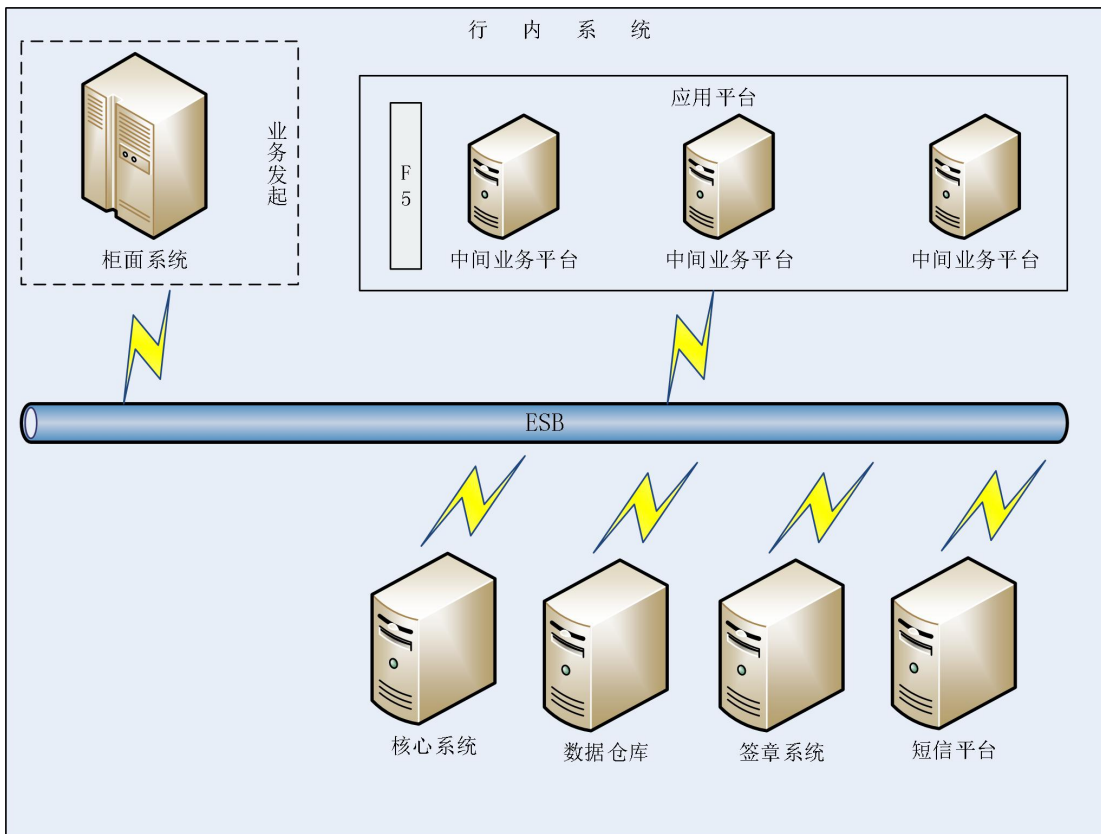 行内系统
应用平台
业务发起
F5
柜面系统
中间业务平台
中间业务平台
中间业务平台
ESB
核心系统
数据仓库
签章系统
短信平台